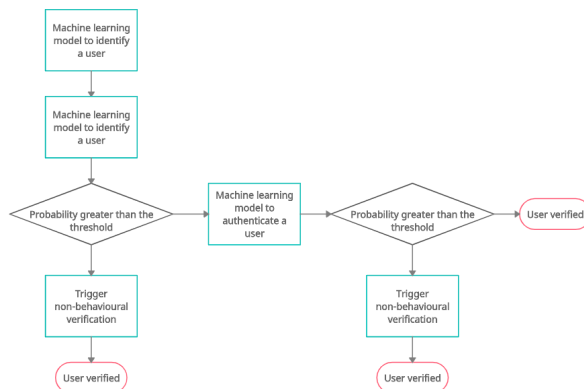 Machine learning
model to identify
a user
Machine learning
model to identify
a user
Probability greater than the
threshold
Machine learning
model to
authenticate a
user
Probability greater than the
threshold
User verified
Trigger
non-behavioural
verification
Trigger
non-behavioural
verification
User verified
User verified